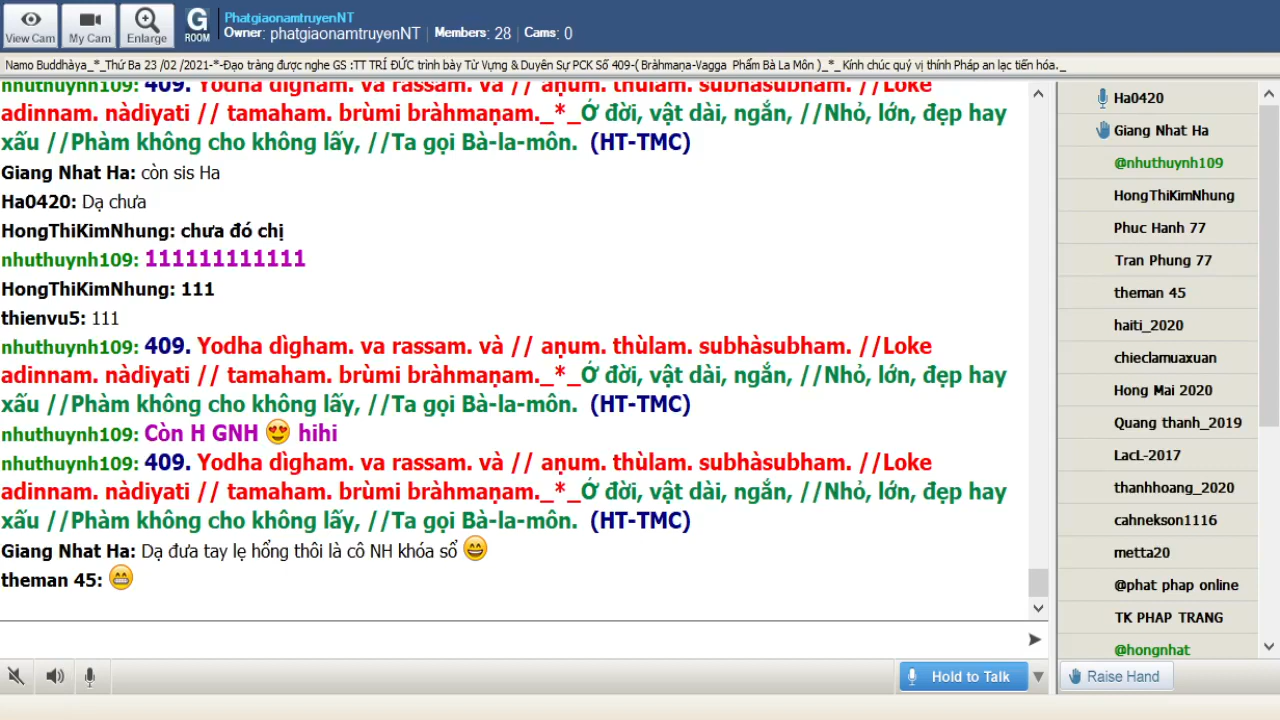 View Cam
My Cam
Enlarge
G
ROOM
PhatgiaonamtruyenNT
Owner: phatgiaonamtruyenNT | Members: 28 | Cams: 0
Namo Buddhàya_*_Thứ Ba 23 /02 /2021-*-Đạo tràng được nghe GS :TT TRÍ ĐỨC trình bày Từ Vựng & Duyên Sự PCK Số 409-( Bràhmaṇa-Vagga Phẩm Bà La Môn )_*_ Kính chúc quý vị thính Pháp an lạc tiến hóa._
nhuthuynh109: 409. Yodha dìgham. va rassam. và // aṇum. thùlam. subhàsubham. //Loke
adinnam. nàdiyati // tamaham. brùmi bràhmaṇam._*_Ở đời, vật dài, ngắn, //Nhỏ, lớn, đẹp hay
xấu //Phàm không cho không lấy, //Ta gọi Bà-la-môn. (HT-TMC)
Giang Nhat Ha: còn sis Ha
Ha0420: Dạ chưa
HongThiKimNhung: chưa đó chị
nhuthuynh109: 111111111111
HongThiKimNhung: 111
thienvu5: 111
nhuthuynh109: 409. Yodha dìgham. va rassam. và // aṇum. thùlam. subhàsubham. //Loke
adinnam. nàdiyati // tamaham. brùmi bràhmaṇam._*_Ở đời, vật dài, ngắn, //Nhỏ, lớn, đẹp hay
xấu //Phàm không cho không lấy, //Ta gọi Bà-la-môn. (HT-TMC)
nhuthuynh109: Còn H GNH 😍 hihi
nhuthuynh109: 409. Yodha dìgham. va rassam. và // aṇum. thùlam. subhàsubham. //Loke
adinnam. nàdiyati // tamaham. brùmi bràhmaṇam._*_Ở đời, vật dài, ngắn, //Nhỏ, lớn, đẹp hay
xấu //Phàm không cho không lấy, //Ta gọi Bà-la-môn. (HT-TMC)
Giang Nhat Ha: Dạ đưa tay lẹ hổng thôi là cô NH khóa sổ 😄
theman 45: 😁
Hold to Talk
Ha0420
Giang Nhat Ha
@nhuthuynh109
HongThiKimNhung
Phuc Hanh 77
Tran Phung 77
theman 45
haiti_2020
chieclamuaxuan
Hong Mai 2020
Quang thanh_2019
LacL-2017
thanhhoang_2020
cahnekson1116
metta20
@phat phap online
TK PHAP TRANG
@hongnhat
Raise Hand